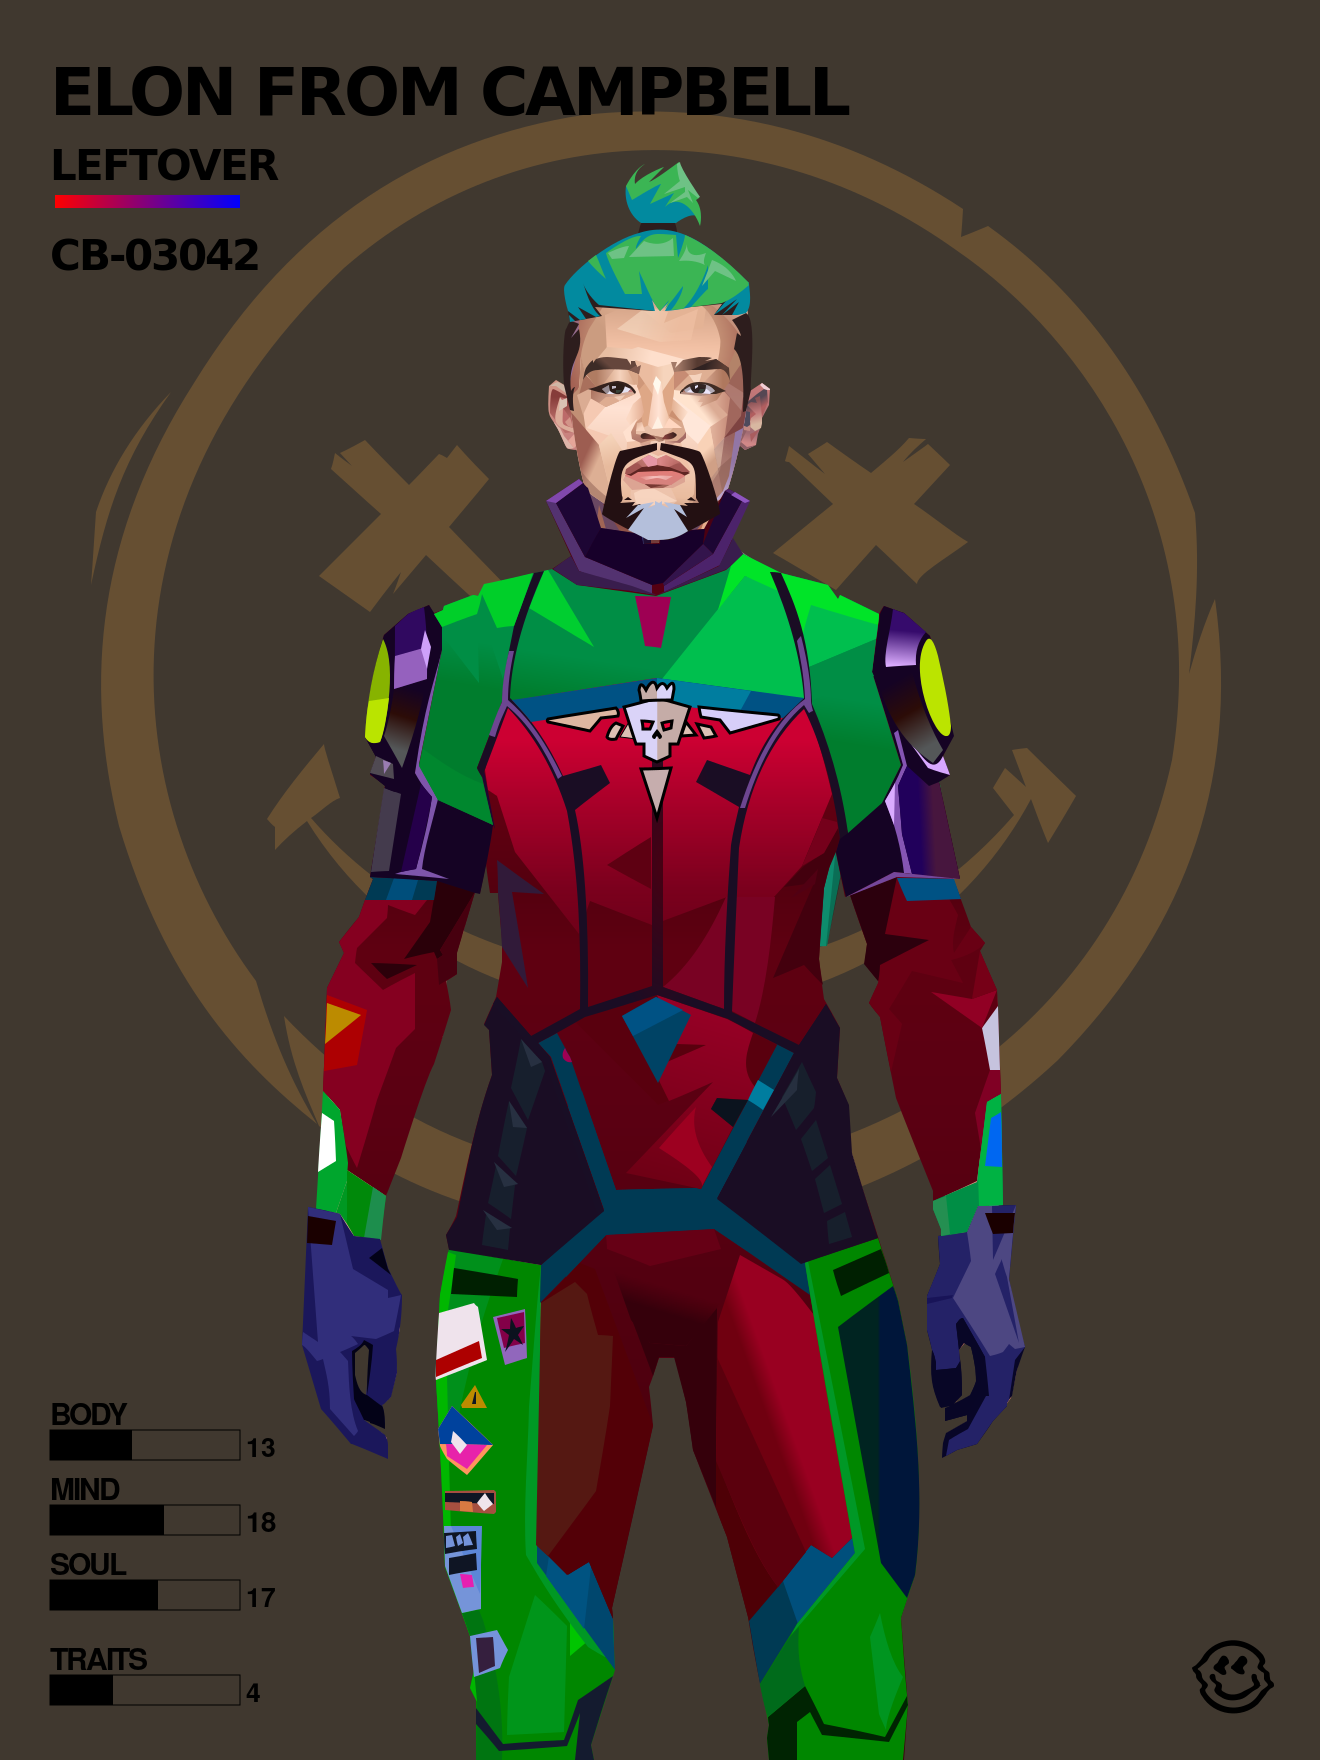 ELON FROM CAMPBELL
LEFTOVER
CB-03042
BODY
13
MIND
18
SOUL
17
TRAITS
4